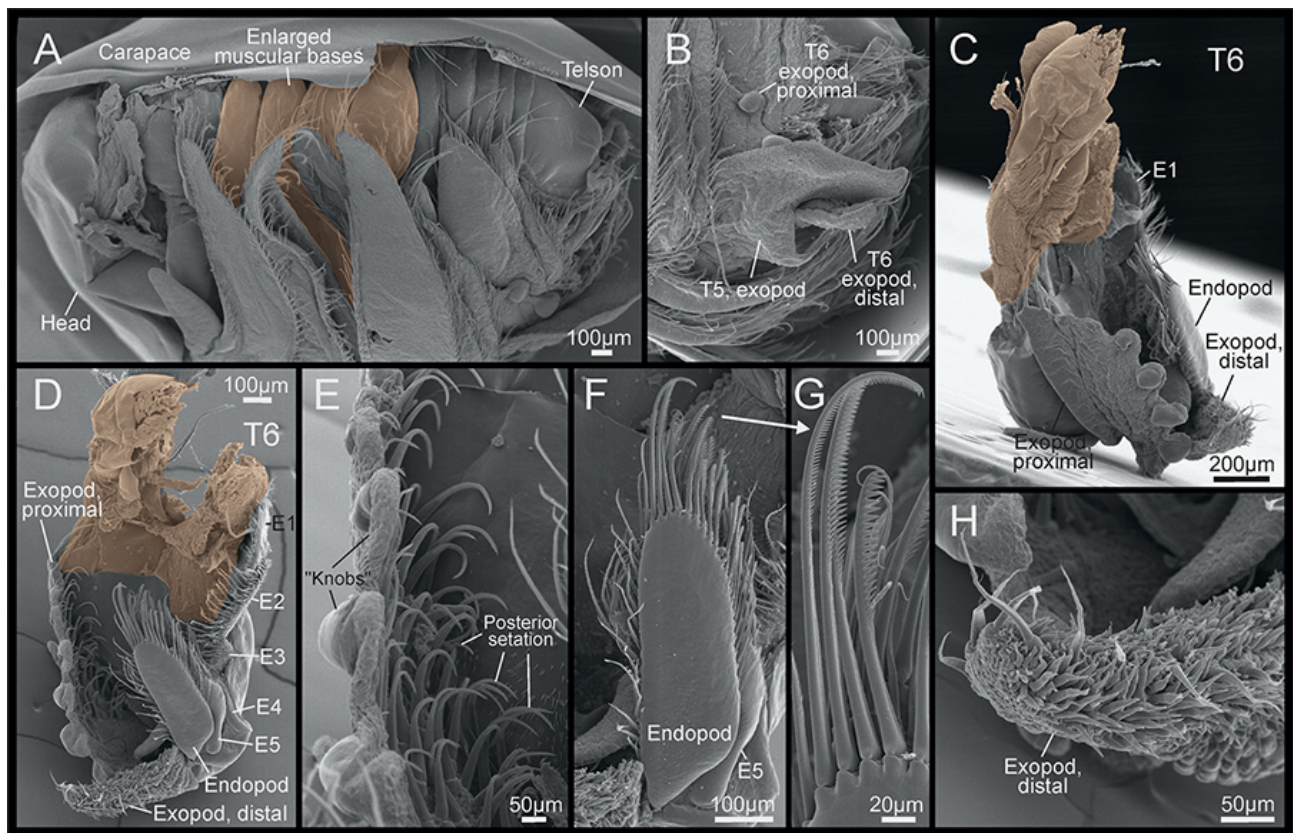 A
Carapace
Enlarged
muscular bases
Telson
Head
100µm
B
T6
exopod,
proximal
T5, exopod
T6
exopod,
distal
100µm
C
T6
E1
Endopod
Exopod,
distal
Exopod,
proximal
200µm
D
100µm
T6
Exopod,
proximal
E1
E2
E3
E4
E5
Endopod
Exopod, distal
E
"Knobs"
Posterior
setation
50µm
F
Endopod
E5
100µm
G
20µm
H
Exopod,
distal
50µm